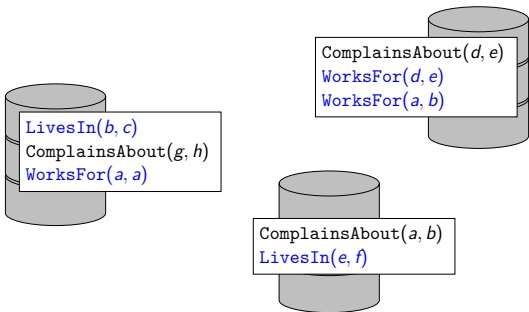 ComplainsAbout(d, e)
WorksFor(d, e)
WorksFor(a, b)
LivesIn(b, c)
ComplainsAbout(g, h)
WorksFor(a, a)
ComplainsAbout(a, b)
LivesIn(e, f)